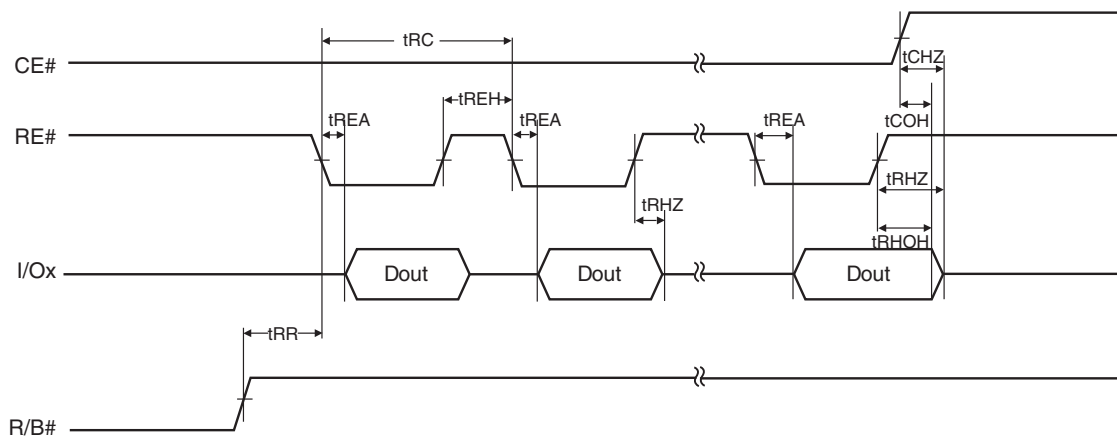 tRC
tCHZ
CE#
tREH
tREA
tREA
tREA
tCOH
RE#
tRHZ
tRHZ
tRHOH
I/Ox
Dout
Dout
Dout
tRR
R/B#